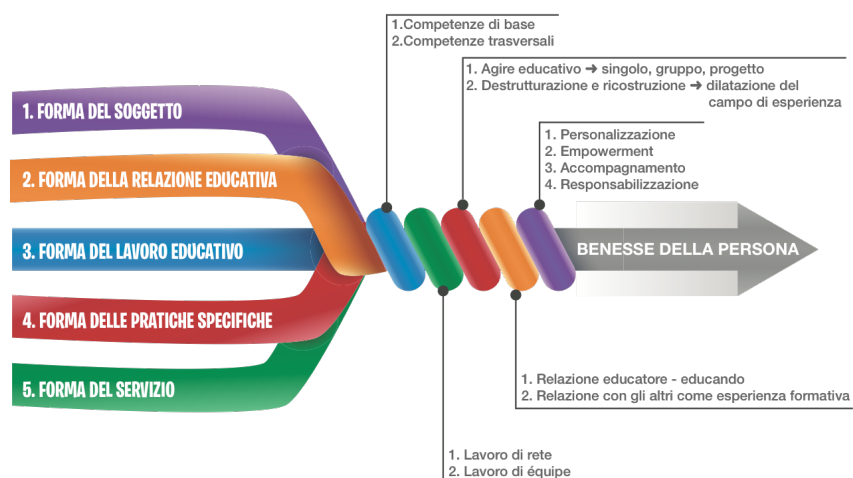 1.Competenze di base
2.Competenze trasversali
1. Agire educativo ➜ singolo, gruppo, progetto
2. Destrutturazione e ricostruzione ➜ dilatazione del
campo di esperienza
1. FORMA DEL SOGGETTO
1. Personalizzazione
2. Empowerment
3. Accompagnamento
4. Responsabilizzazione
2. FORMA DELLA RELAZIONE EDUCATIVA
3. FORMA DEL LAVORO EDUCATIVO
BENESSE DELLA PERSONA
4. FORMA DELLE PRATICHE SPECIFICHE
5. FORMA DEL SERVIZIO
1. Relazione educatore - educando
2. Relazione con gli altri come esperienza formativa
1. Lavoro di rete
2. Lavoro di équipe